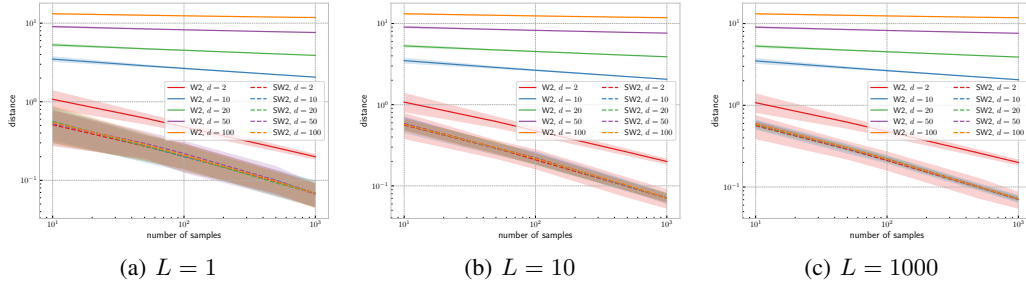 10¹
10⁰
10⁻¹
distance
10¹
10²
10³
number of samples
W2, d = 2
W2, d = 10
W2, d = 20
W2, d = 50
W2, d = 100
SW2, d = 2
SW2, d = 10
SW2, d = 20
SW2, d = 50
SW2, d = 100
(a) L = 1
10¹
10⁰
10⁻¹
distance
10¹
10²
10³
number of samples
W2, d = 2
W2, d = 10
W2, d = 20
W2, d = 50
W2, d = 100
SW2, d = 2
SW2, d = 10
SW2, d = 20
SW2, d = 50
SW2, d = 100
(b) L = 10
10¹
10⁰
10⁻¹
distance
10¹
10²
10³
number of samples
W2, d = 2
W2, d = 10
W2, d = 20
W2, d = 50
W2, d = 100
SW2, d = 2
SW2, d = 10
SW2, d = 20
SW2, d = 50
SW2, d = 100
(c) L = 1000